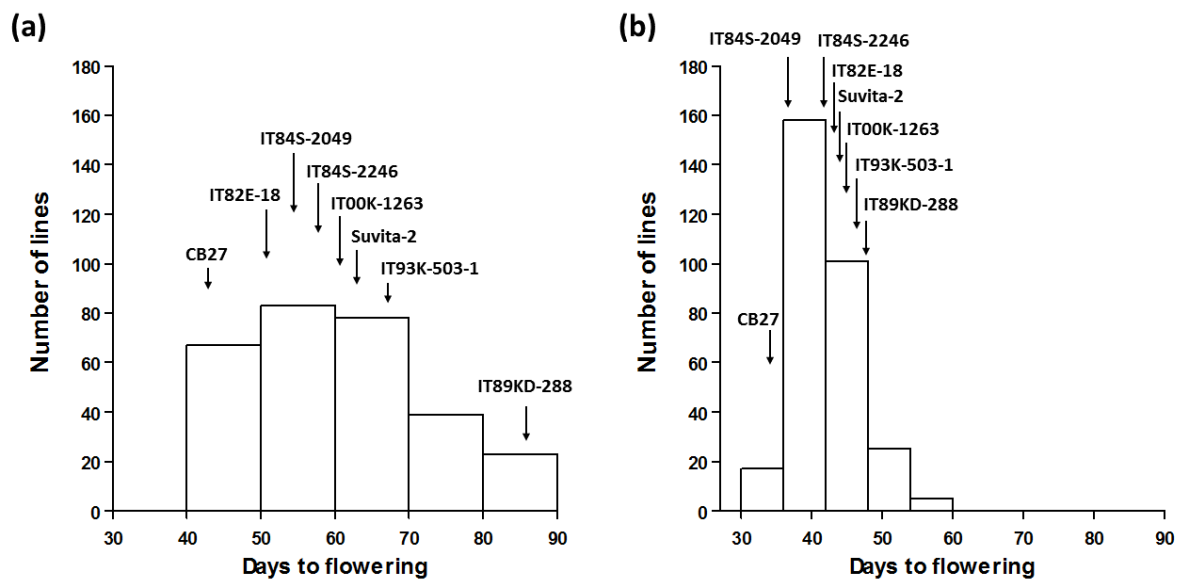 (a)
180
160
140
120
100
80
60
40
20
0
Number of lines
IT84S-2049
IT84S-2246
IT82E-18
IT00K-1263
Suvita-2
CB27
IT93K-503-1
IT89KD-288
30 40 50 60 70 80 90
Days to flowering
(b)
180
160
140
120
100
80
60
40
20
0
Number of lines
IT84S-2049 IT84S-2246
IT82E-18
Suvita-2
IT00K-1263
IT93K-503-1
IT89KD-288
CB27
30 40 50 60 70 80 90
Days to flowering